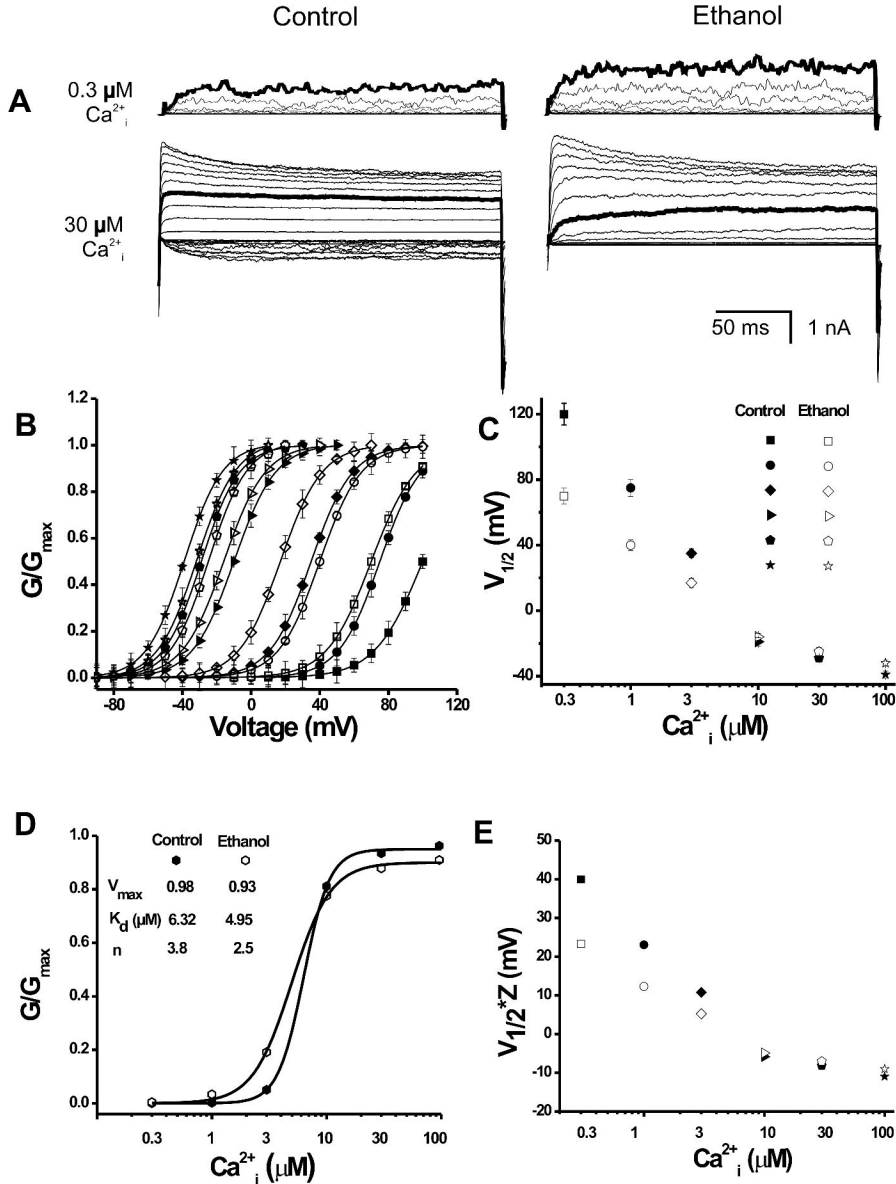 Control Ethanol
A
0.3 µM
Ca2+i
30 µM
Ca2+i
50 ms 1 nA
B
G/Gmax
1.2
1.0
0.8
0.6
0.4
0.2
0.0
-80 -40 0 40 80 120
Voltage (mV)
C
Control Ethanol
V1/2 (mV)
120
80
40
0
-40
0.3 1 3 10 30 100
Ca2+i (µM)
D
Control Ethanol
Vmax 0.98 0.93
Kd (µM) 6.32 4.95
n 3.8 2.5
G/Gmax
1.0
0.8
0.6
0.4
0.2
0.0
0.3 1 3 10 30 100
Ca2+i (µM)
E
V1/2*Z (mV)
50
40
30
20
10
0
-10
-20
0.3 1 3 10 30 100
Ca2+i (µM)